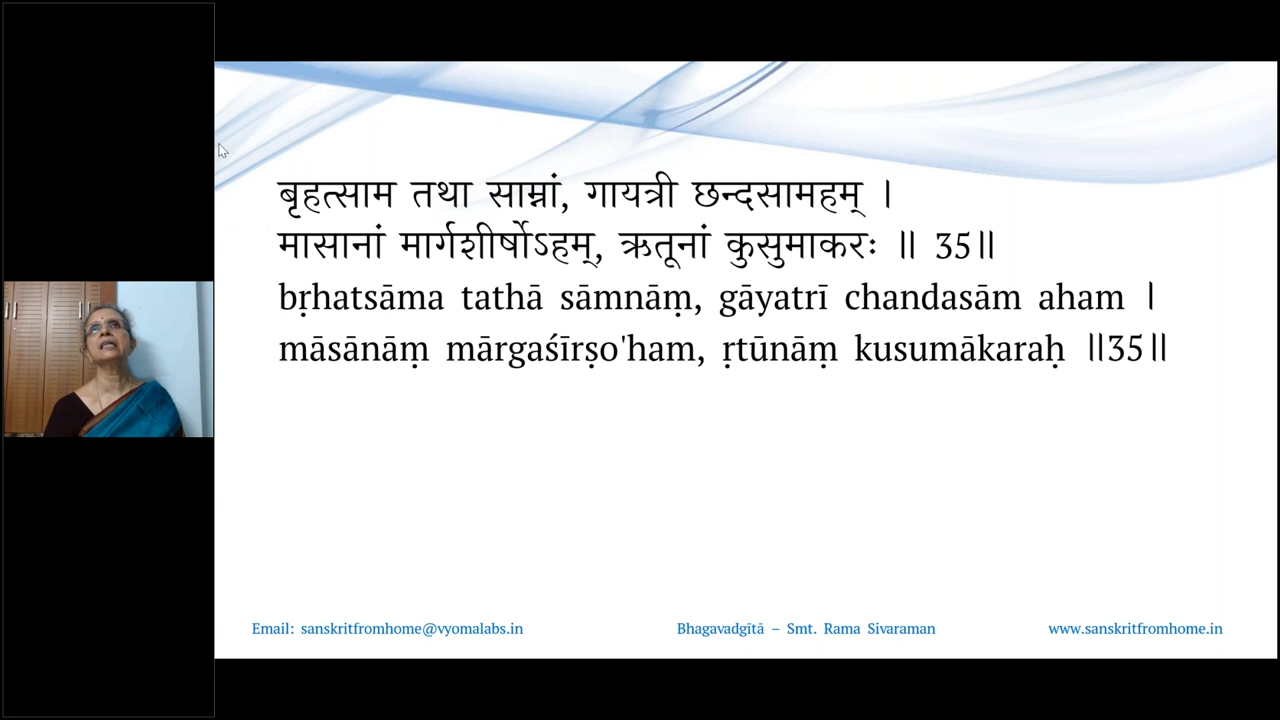 बृहत्साम तथा साम्नां, गायत्री छन्दसामहम् ।
मासानां मार्गशीर्षोऽहम्, ऋतूनां कुसुमाकरः ॥ 35॥
bṛhatsāma tathā sāmnāṃ, gāyatrī chandasām aham ।
māsānāṃ mārgaśīrṣo'ham, ṛtūnāṃ kusumākaraḥ ॥35॥
Email: sanskritfromhome@vyomalabs.in Bhagavadgītā – Smt. Rama Sivaraman www.sanskritfromhome.in